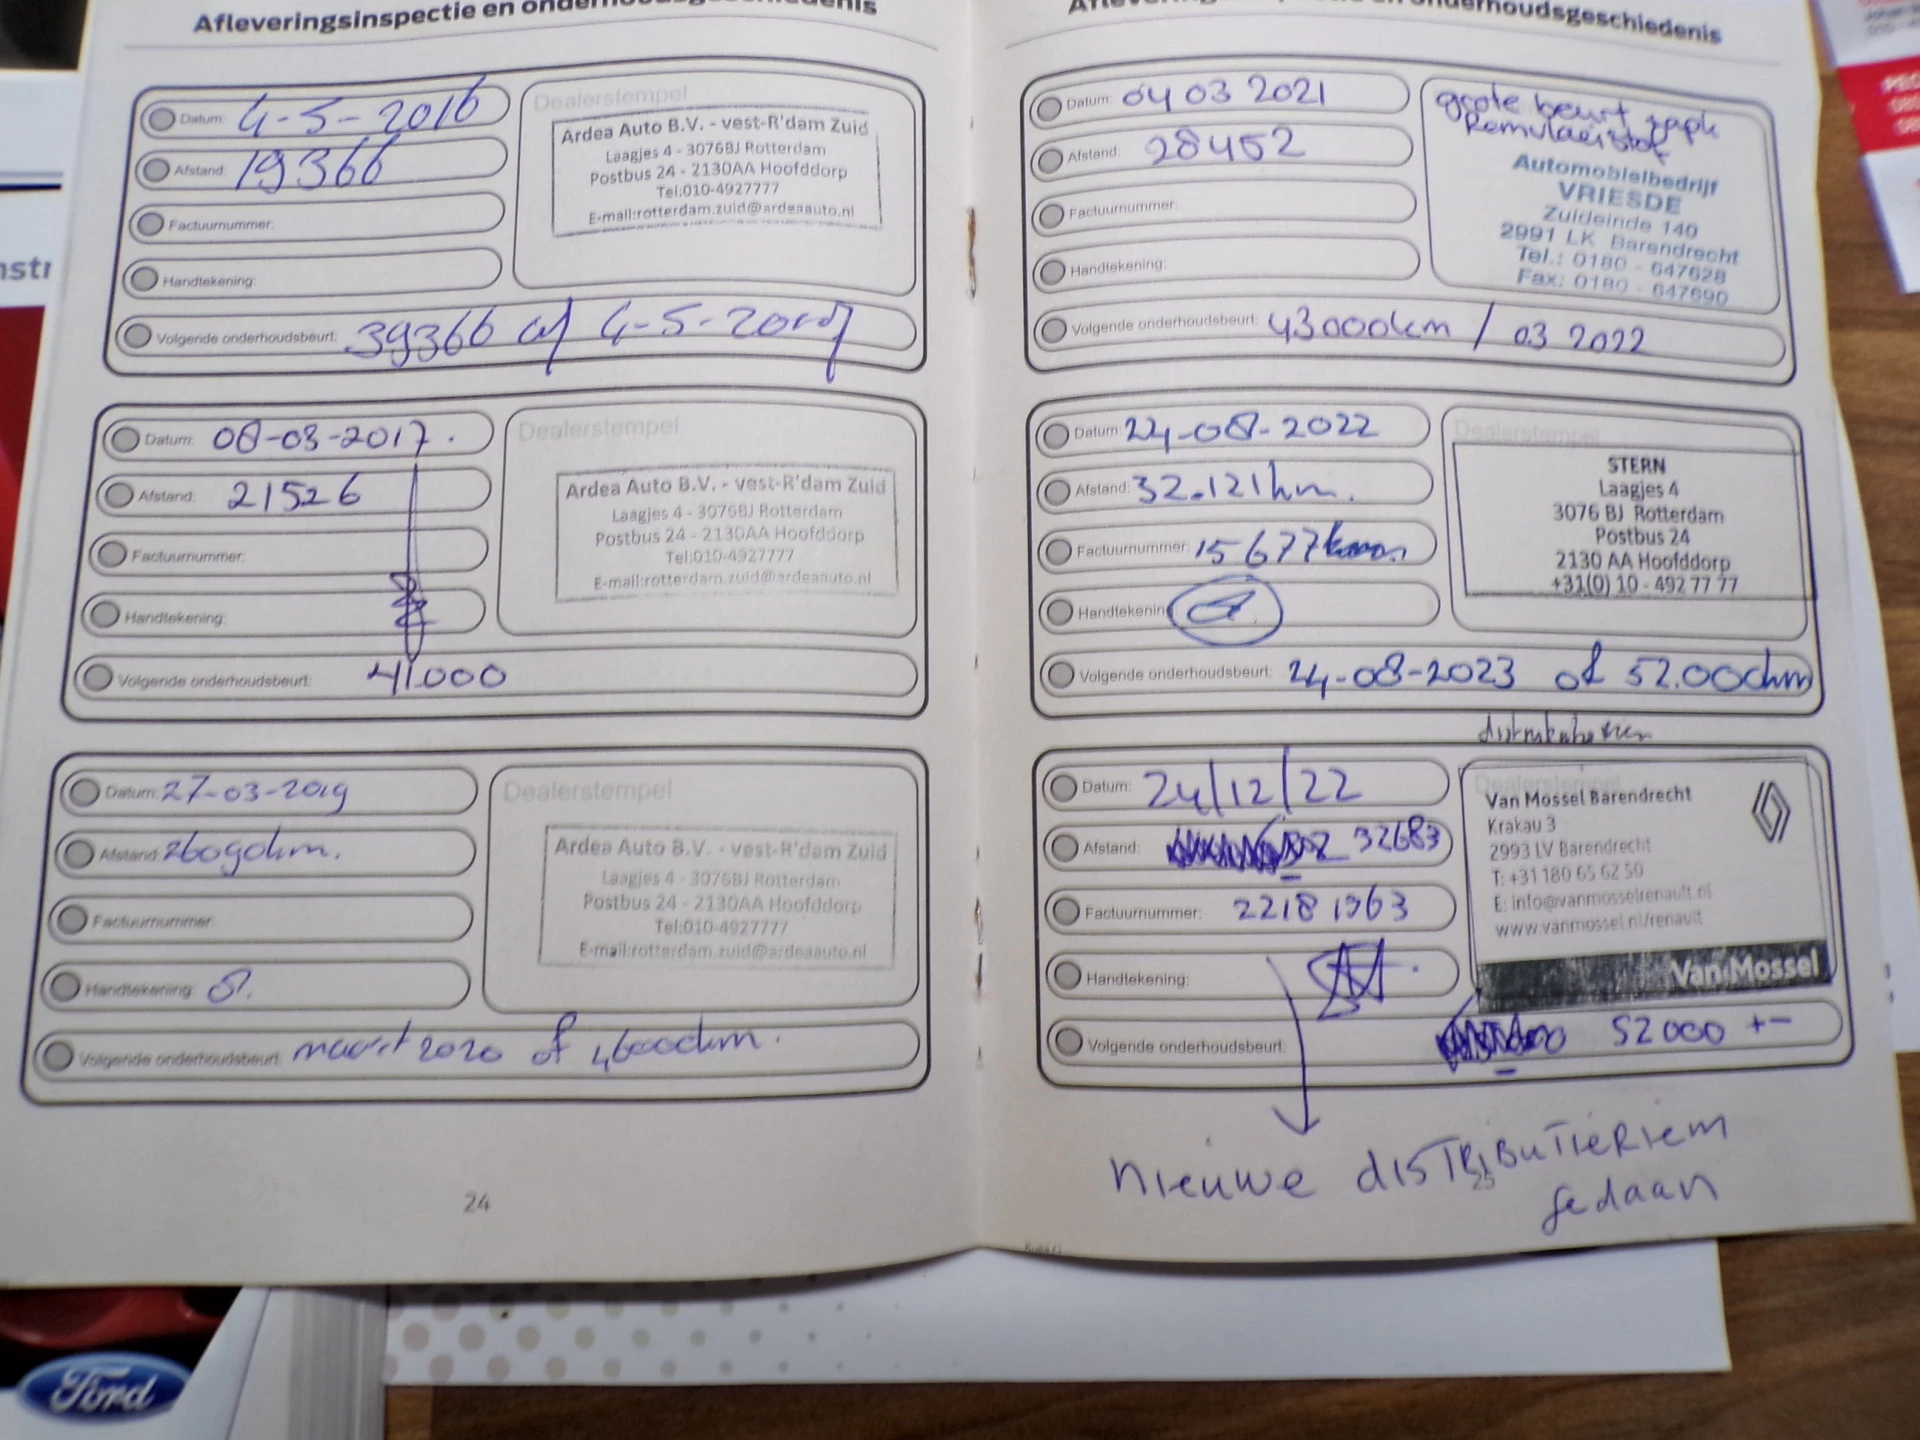 Afleveringsinspectie en onderhoudsgeschiedenis
Datum: 4-5-2016
Afstand: 19366
Factuurnummer:
Handtekening:
Volgende onderhoudsbeurt: 39366 of 4-5-
Dealerstempel
Ardea Auto B.V. - vest-R'dam Zuid
Laagjes 4 - 3076BJ Rotterdam
Postbus 24 - 2130AA Hoofddorp
Tel:010-4927777
E-mail:rotterdam.zuid@ardeaauto.nl
Datum: 08-03-2017.
Afstand: 21526
Factuurnummer:
Handtekening:
Volgende onderhoudsbeurt: 41.000
Dealerstempel
Ardea Auto B.V. - vest-R'dam Zuid
Laagjes 4 - 3076BJ Rotterdam
Postbus 24 - 2130AA Hoofddorp
Tel:010-4927777
E-mail:rotterdam.zuid@ardeaauto.nl
Datum: 27-03-2019
Afstand: 26090km.
Factuurnummer:
Handtekening:
Volgende onderhoudsbeurt: maart 2020 of 46000km.
Dealerstempel
Ardea Auto B.V. - vest-R'dam Zuid
Laagjes 4 - 3076BJ Rotterdam
Postbus 24 - 2130AA Hoofddorp
Tel:010-4927777
E-mail:rotterdam.zuid@ardeaauto.nl
24
onderhoudsgeschiedenis
Datum: 04 03 2021
Afstand: 28452
Factuurnummer:
Handtekening:
Volgende onderhoudsbeurt: 43000km / 03 2022
grote beurt
Remvloeistof
Automobielbedrijf
VRIESDE
Zuideinde 140
2991 LK Barendrecht
Tel.: 0180 - 647628
Fax: 0180 - 647690
Datum: 24-08-2022
Afstand: 32.121km.
Factuurnummer: 15677
Handtekening:
Volgende onderhoudsbeurt: 24-08-2023 of 52.000km
Dealerstempel
STERN
Laagjes 4
3076 BJ Rotterdam
Postbus 24
2130 AA Hoofddorp
+31(0) 10 - 492 77 77
Datum: 24/12/22
Afstand: 32683
Factuurnummer: 22181963
Handtekening:
Volgende onderhoudsbeurt: 52000 +-
Dealerstempel
Van Mossel Barendrecht
Krakau 3
2993 LV Barendrecht
T: +31 180 65 62 50
E: info@vanmosselrenault.nl
www.vanmossel.nl/renault
Van Mossel
nieuwe distributieriem
gedaan
25
Ford